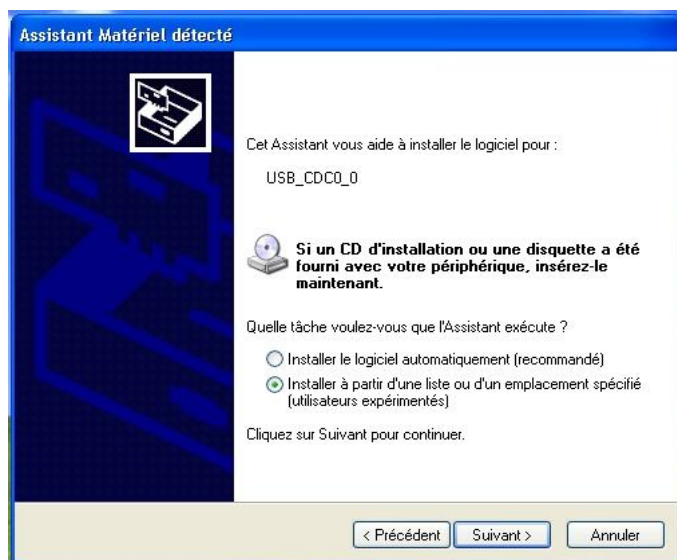 Assistant Matériel détecté
Cet Assistant vous aide à installer le logiciel pour :
USB_CDC0_0
Si un CD d'installation ou une disquette a été
fourni avec votre périphérique, insérez-le
maintenant.
Quelle tâche voulez-vous que l'Assistant exécute ?
Installer le logiciel automatiquement (recommandé)
Installer à partir d'une liste ou d'un emplacement spécifié
(utilisateurs expérimentés)
Cliquez sur Suivant pour continuer.
< Précédent Suivant > Annuler